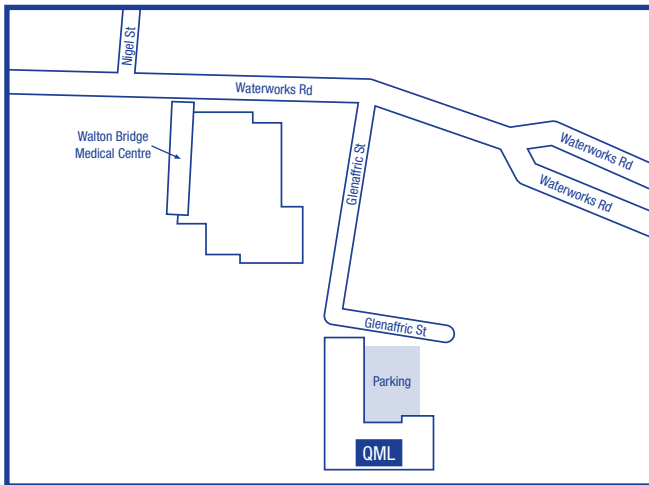 Nigel St
Waterworks Rd
Waterworks Rd
Waterworks Rd
Walton Bridge
Medical Centre
Glenaffric St
Glenaffric St
Parking
QML